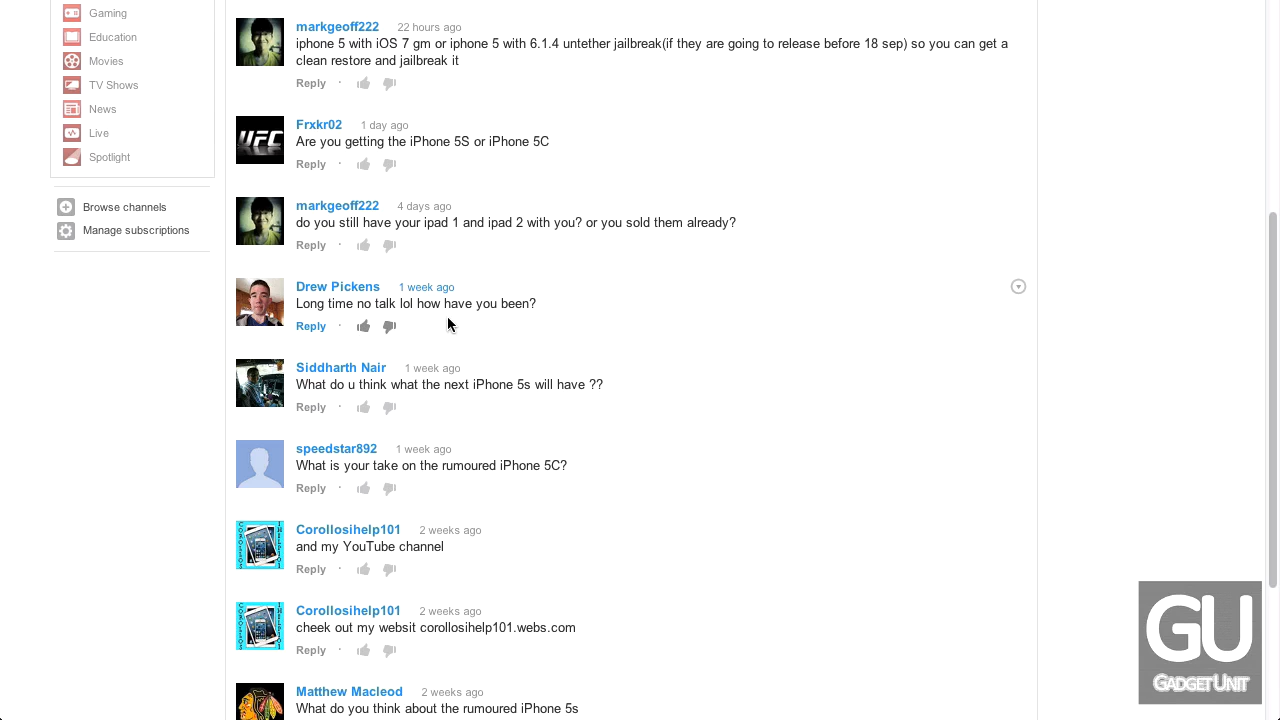 Gaming
Education
Movies
TV Shows
News
Live
Spotlight
Browse channels
Manage subscriptions
markgeoff222 22 hours ago
iphone 5 with iOS 7 gm or iphone 5 with 6.1.4 untether jailbreak(if they are going to release before 18 sep) so you can get a
clean restore and jailbreak it
Reply ·
UFC
Frxkr02 1 day ago
Are you getting the iPhone 5S or iPhone 5C
Reply ·
markgeoff222 4 days ago
do you still have your ipad 1 and ipad 2 with you? or you sold them already?
Reply ·
Drew Pickens 1 week ago
Long time no talk lol how have you been?
Reply ·
Siddharth Nair 1 week ago
What do u think what the next iPhone 5s will have ??
Reply ·
speedstar892 1 week ago
What is your take on the rumoured iPhone 5C?
Reply ·
Corollosihelp101 2 weeks ago
and my YouTube channel
Reply ·
Corollosihelp101 2 weeks ago
cheek out my websit corollosihelp101.webs.com
Reply ·
Matthew Macleod 2 weeks ago
What do you think about the rumoured iPhone 5s
GU
GADGETUNIT